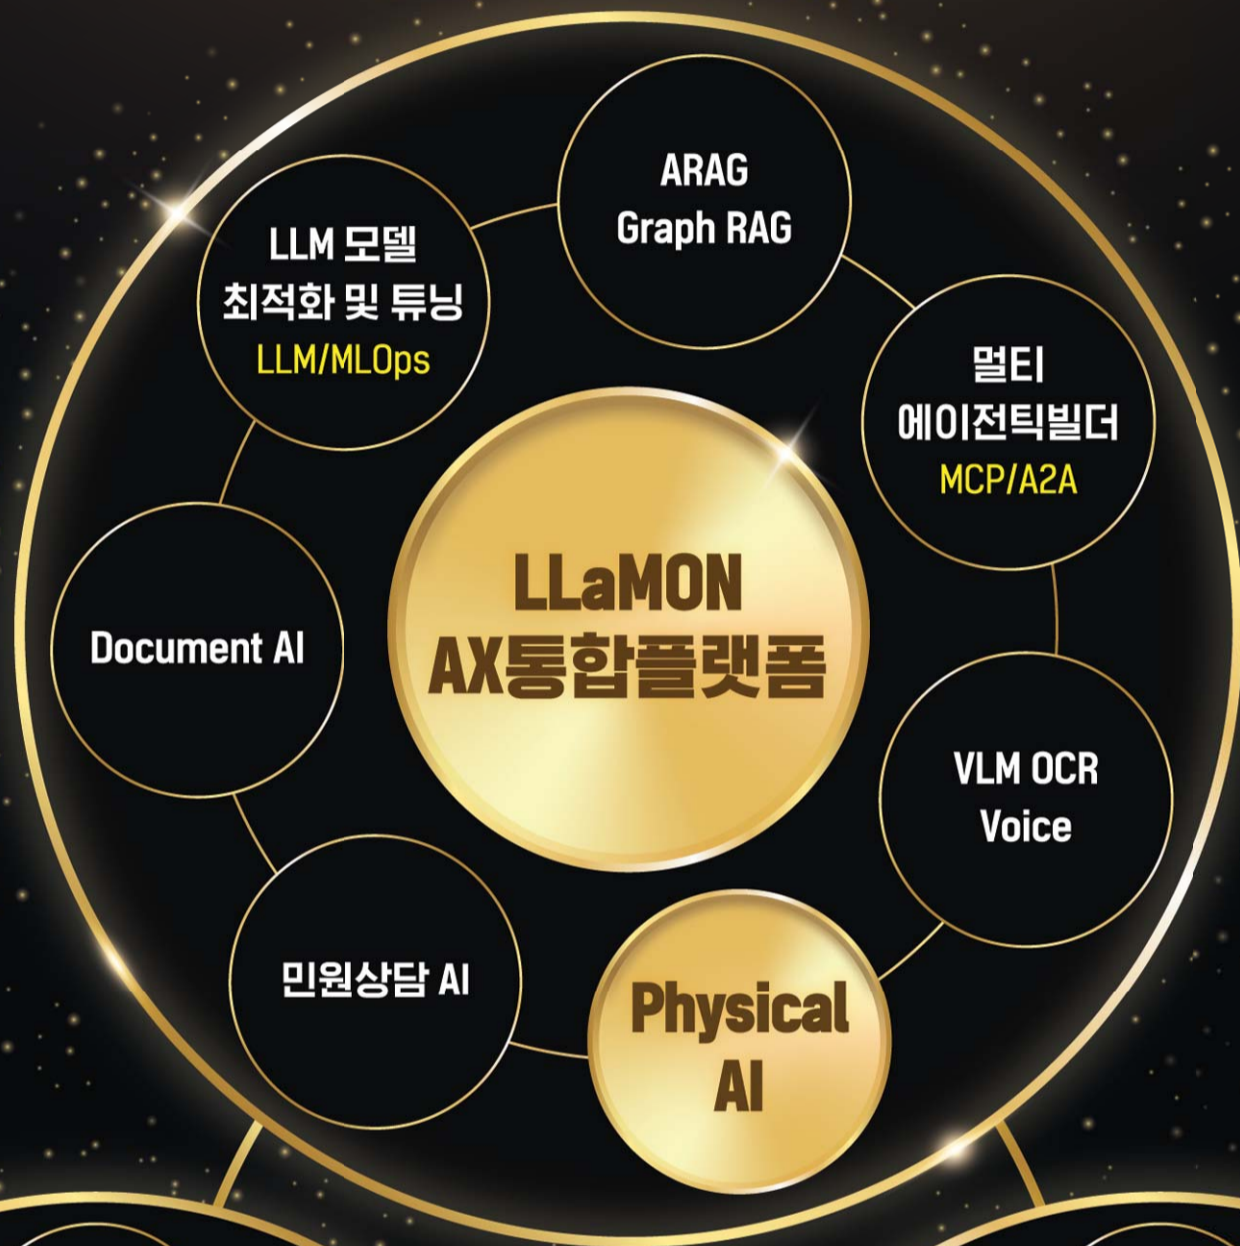 ARAG
Graph RAG
LLM 모델
최적화 및 튜닝
LLM/MLOps
멀티
에이전틱빌더
MCP/A2A
LLaMON
AX통합플랫폼
Document AI
VLM OCR
Voice
민원상담 AI
Physical
AI